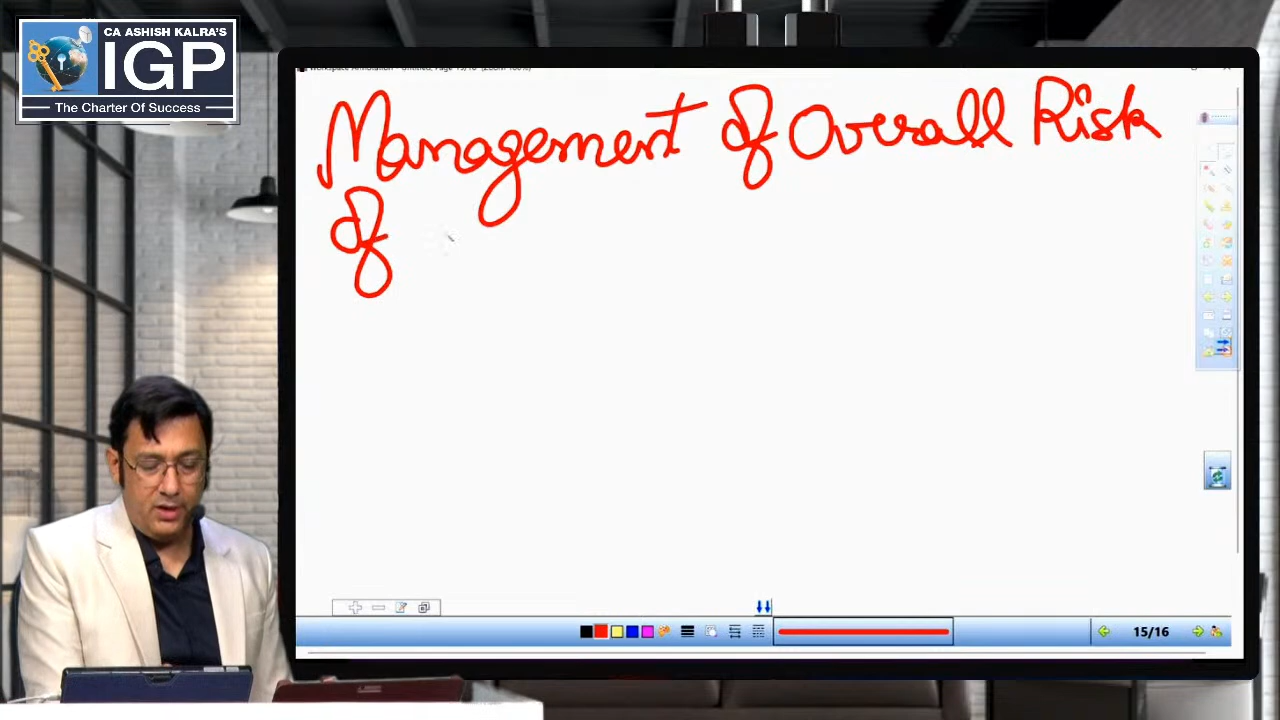 CA ASHISH KALRA'S
IGP
The Charter Of Success
Management of Overall Risk
of
15/16